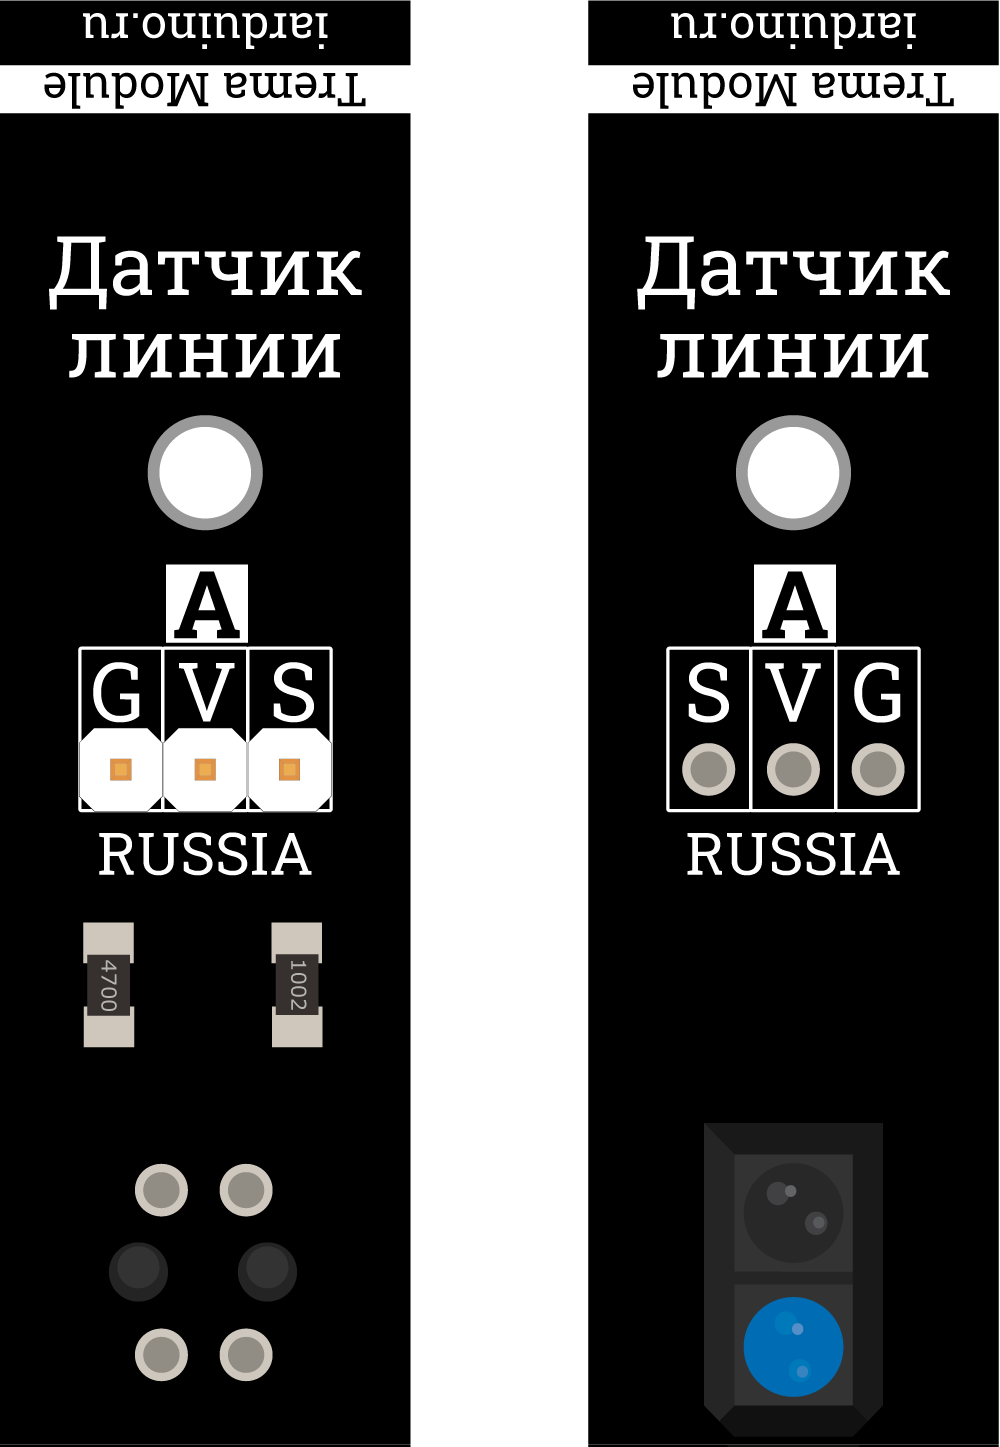 iarduino.ru
Trema Module
Датчик
линии
A
G V S
RUSSIA
4700
1002
iarduino.ru
Trema Module
Датчик
линии
A
S V G
RUSSIA